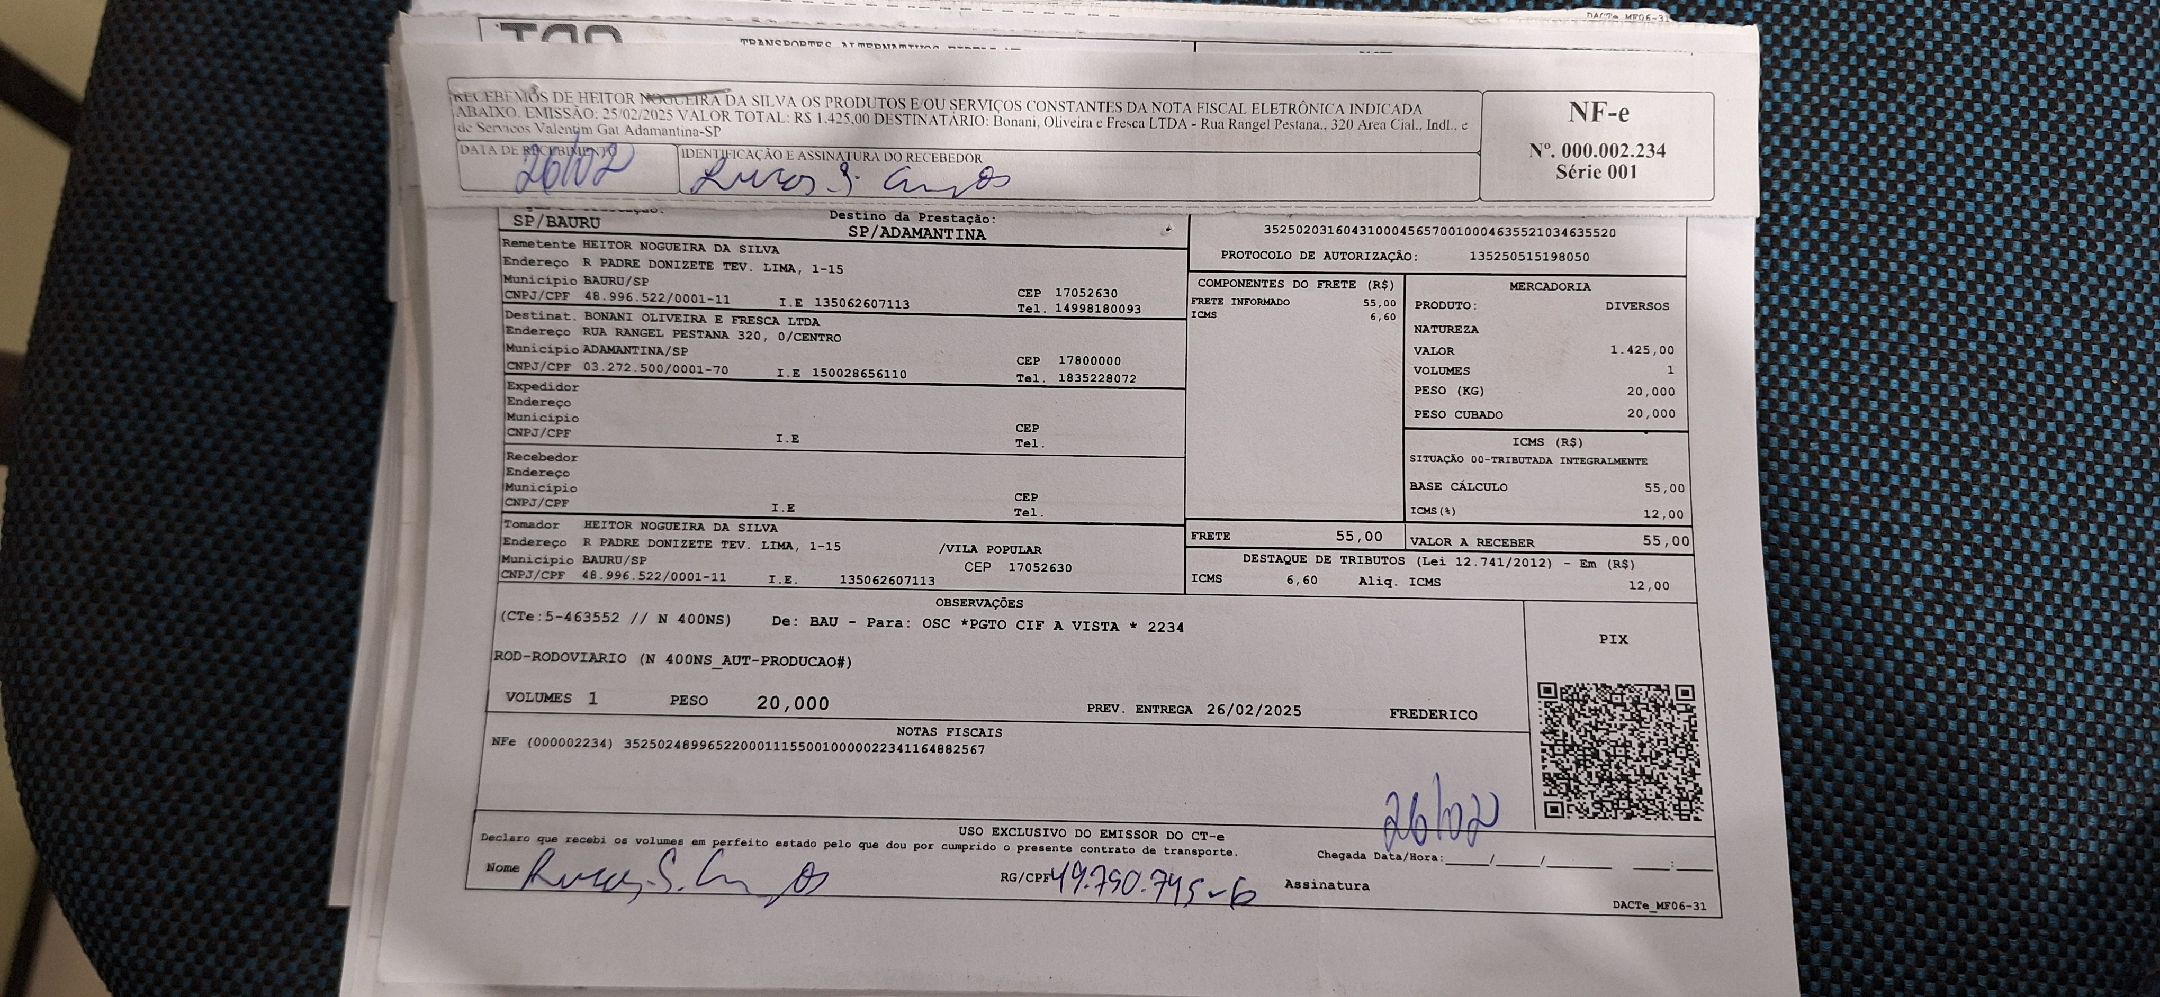 DACTe_MF06-31
RECEBEMOS DE HEITOR NOGUEIRA DA SILVA OS PRODUTOS E/OU SERVIÇOS CONSTANTES DA NOTA FISCAL ELETRÔNICA INDICADA
ABAIXO. EMISSÃO: 25/02/2025 VALOR TOTAL: R$ 1.425,00 DESTINATÁRIO: Bonani, Oliveira e Fresca LTDA - Rua Rangel Pestana., 320 Area Cial., Indl., e
de Servicos Valentim Gat Adamantina-SP
DATA DE RECEBIMENTO
26/02
IDENTIFICAÇÃO E ASSINATURA DO RECEBEDOR
NF-e
Nº. 000.002.234
Série 001
SP/BAURU
Destino da Prestação:
SP/ADAMANTINA
Remetente HEITOR NOGUEIRA DA SILVA
Endereço R PADRE DONIZETE TEV. LIMA, 1-15
Município BAURU/SP CEP 17052630
CNPJ/CPF 48.996.522/0001-11 I.E 135062607113 Tel. 14998180093
Destinat. BONANI OLIVEIRA E FRESCA LTDA
Endereço RUA RANGEL PESTANA 320, 0/CENTRO
Município ADAMANTINA/SP CEP 17800000
CNPJ/CPF 03.272.500/0001-70 I.E 150028656110 Tel. 1835228072
Expedidor
Endereço
Município CEP
CNPJ/CPF I.E Tel.
Recebedor
Endereço
Município CEP
CNPJ/CPF I.E Tel.
Tomador HEITOR NOGUEIRA DA SILVA
Endereço R PADRE DONIZETE TEV. LIMA, 1-15 /VILA POPULAR
Município BAURU/SP CEP 17052630
CNPJ/CPF 48.996.522/0001-11 I.E. 135062607113
35250203160431000456570010004635521034635520
PROTOCOLO DE AUTORIZAÇÃO: 135250515198050
COMPONENTES DO FRETE (R$)
FRETE INFORMADO 55,00
ICMS 6,60
MERCADORIA
PRODUTO: DIVERSOS
NATUREZA
VALOR 1.425,00
VOLUMES 1
PESO (KG) 20,000
PESO CUBADO 20,000
ICMS (R$)
SITUAÇÃO 00-TRIBUTADA INTEGRALMENTE
BASE CÁLCULO 55,00
ICMS(%) 12,00
FRETE 55,00
VALOR A RECEBER 55,00
DESTAQUE DE TRIBUTOS (Lei 12.741/2012) - Em (R$)
ICMS 6,60 Aliq. ICMS 12,00
OBSERVAÇÕES
(CTe:5-463552 // N 400NS) De: BAU - Para: OSC *PGTO CIF A VISTA * 2234
ROD-RODOVIARIO (N 400NS_AUT-PRODUCAO#)
VOLUMES 1 PESO 20,000 PREV. ENTREGA 26/02/2025 FREDERICO
PIX
NOTAS FISCAIS
NFe (000002234) 35250248996522000111550010000022341164882567
26/02
USO EXCLUSIVO DO EMISSOR DO CT-e
Declaro que recebi os volumes em perfeito estado pelo que dou por cumprido o presente contrato de transporte.
Chegada Data/Hora:____/____/______ ___:___
Nome RG/CPF 49.790.745-6 Assinatura
DACTe_MF06-31